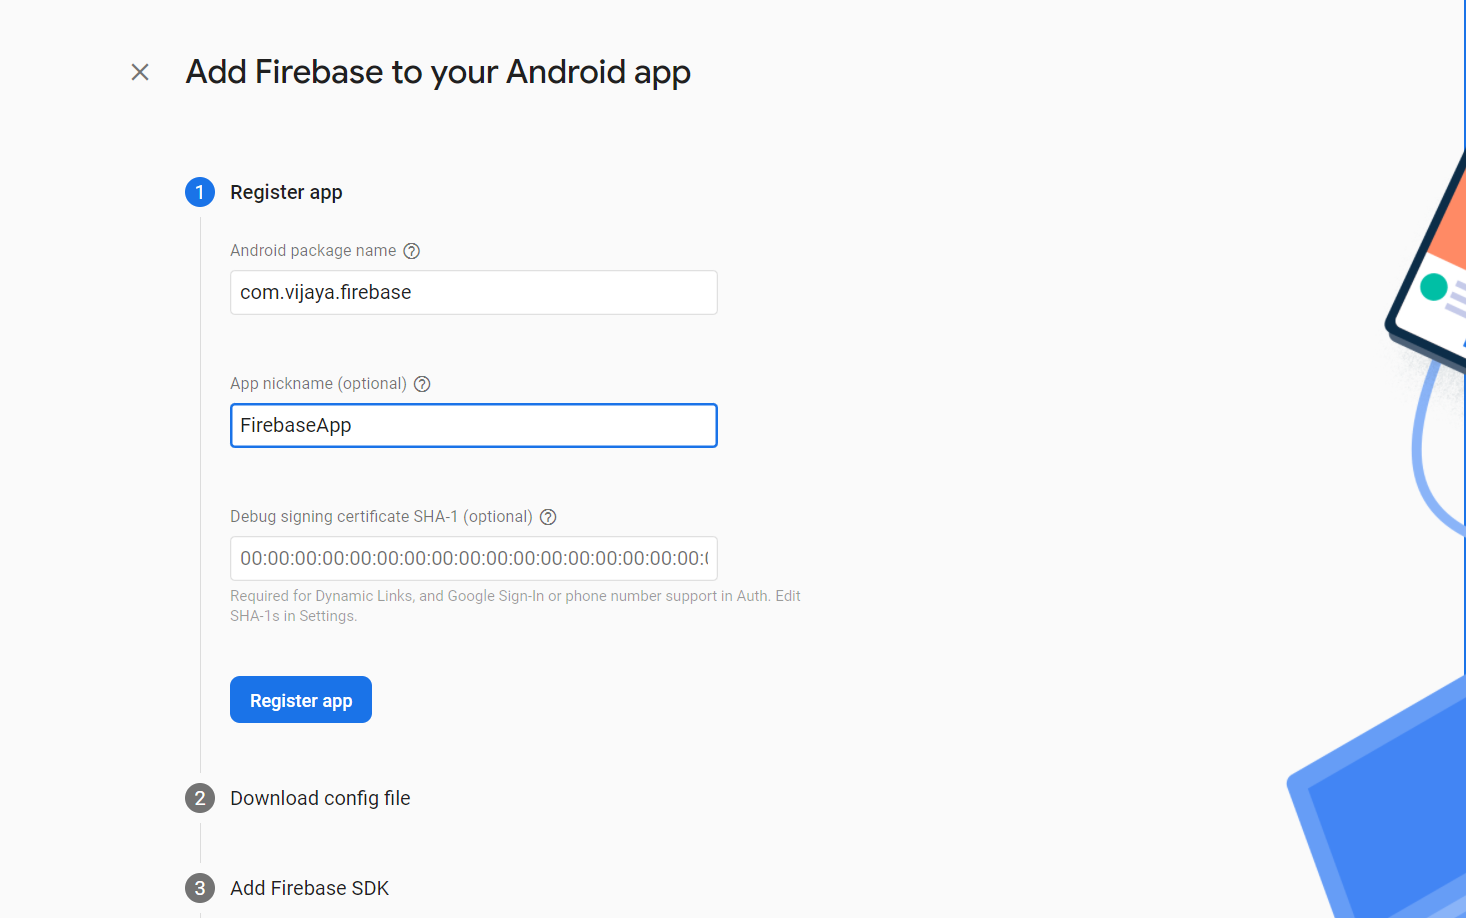 Add Firebase to your Android app
1 Register app
Android package name
com.vijaya.firebase
App nickname (optional)
FirebaseApp
Debug signing certificate SHA-1 (optional)
00:00:00:00:00:00:00:00:00:00:00:00:00:00:00:00:00:
Required for Dynamic Links, and Google Sign-In or phone number support in Auth. Edit
SHA-1s in Settings.
Register app
2 Download config file
3 Add Firebase SDK